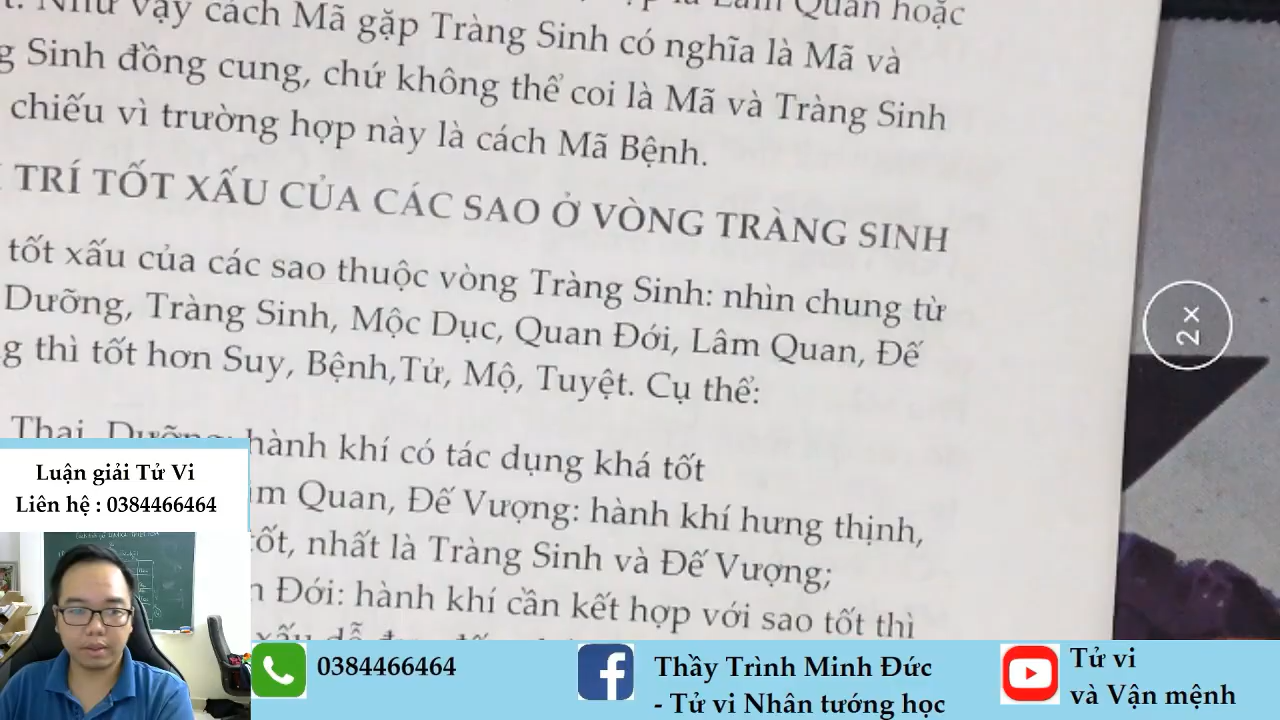 Như vậy cách Mã gặp Tràng Sinh có nghĩa là Mã và
Sinh đồng cung, chứ không thể coi là Mã và Tràng Sinh
chiếu vì trường hợp này là cách Mã Bệnh.
TRÍ TỐT XẤU CỦA CÁC SAO Ở VÒNG TRÀNG SINH
tốt xấu của các sao thuộc vòng Tràng Sinh: nhìn chung từ
Dưỡng, Tràng Sinh, Mộc Dục, Quan Đới, Lâm Quan, Đế
thì tốt hơn Suy, Bệnh,Tử, Mộ, Tuyệt. Cụ thể:
Thai, Dưỡng: hành khí có tác dụng khá tốt
Quan, Đế Vượng: hành khí hưng thịnh,
tốt, nhất là Tràng Sinh và Đế Vượng;
Đới: hành khí cần kết hợp với sao tốt thì
2×
Luận giải Tử Vi
Liên hệ : 0384466464
0384466464
Thầy Trình Minh Đức
- Tử vi Nhân tướng học
Tử vi
và Vận mệnh